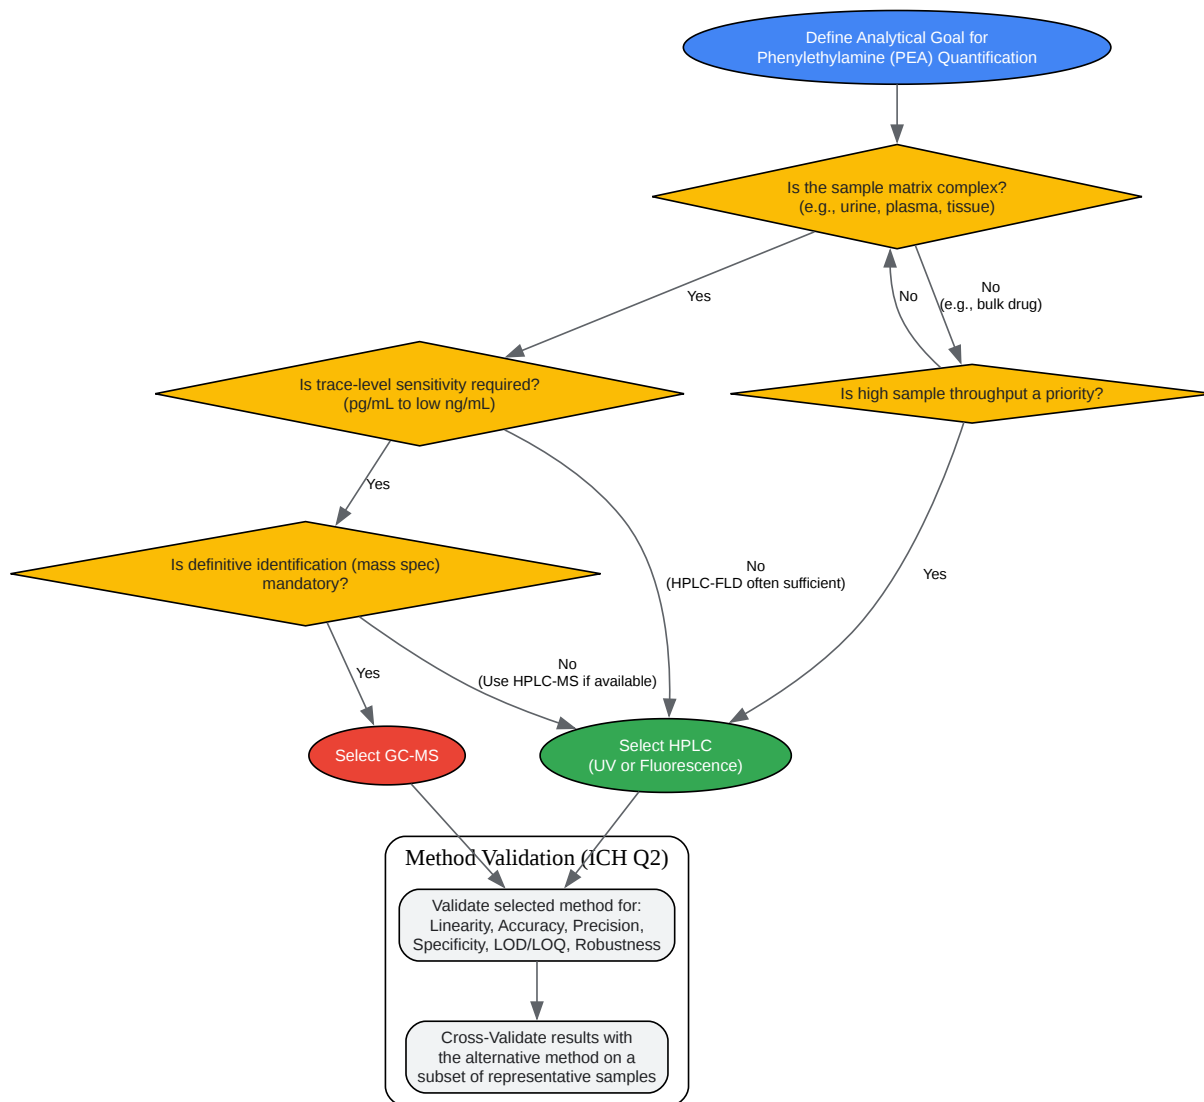 Define Analytical Goal for
Phenylethylamine (PEA) Quantification
Is the sample matrix complex?
(e.g., urine, plasma, tissue)
Yes
No
No
(e.g., bulk drug)
Is trace-level sensitivity required?
(pg/mL to low ng/mL)
Is high sample throughput a priority?
Yes
Is definitive identification (mass spec)
mandatory?
No
(HPLC-FLD often sufficient)
Yes
Yes
No
(Use HPLC-MS if available)
Select GC-MS
Select HPLC
(UV or Fluorescence)
Method Validation (ICH Q2)
Validate selected method for:
Linearity, Accuracy, Precision,
Specificity, LOD/LOQ, Robustness
Cross-Validate results with
the alternative method on a
subset of representative samples